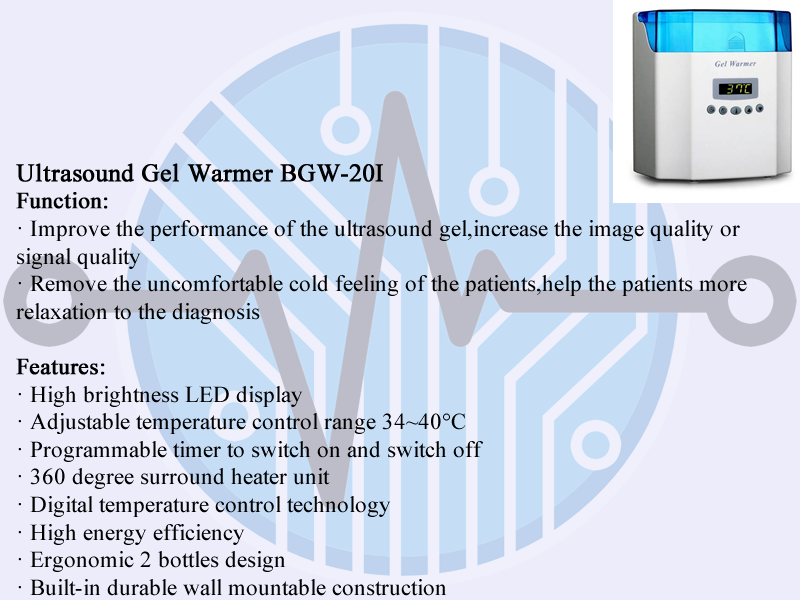 Gel Warmer
37℃
Ultrasound Gel Warmer BGW-20I
Function:
· Improve the performance of the ultrasound gel,increase the image quality or
signal quality
· Remove the uncomfortable cold feeling of the patients,help the patients more
relaxation to the diagnosis
Features:
· High brightness LED display
· Adjustable temperature control range 34~40°C
· Programmable timer to switch on and switch off
· 360 degree surround heater unit
· Digital temperature control technology
· High energy efficiency
· Ergonomic 2 bottles design
· Built-in durable wall mountable construction